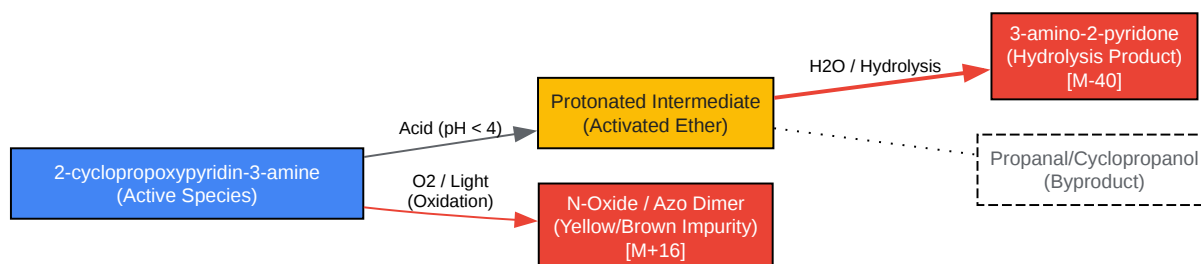 2-cyclopropoxypyridin-3-amine
(Active Species)
Acid (pH < 4)
O2 / Light
(Oxidation)
Protonated Intermediate
(Activated Ether)
N-Oxide / Azo Dimer
(Yellow/Brown Impurity)
[M+16]
H2O / Hydrolysis
3-amino-2-pyridone
(Hydrolysis Product)
[M-40]
Propanal/Cyclopropanol
(Byproduct)